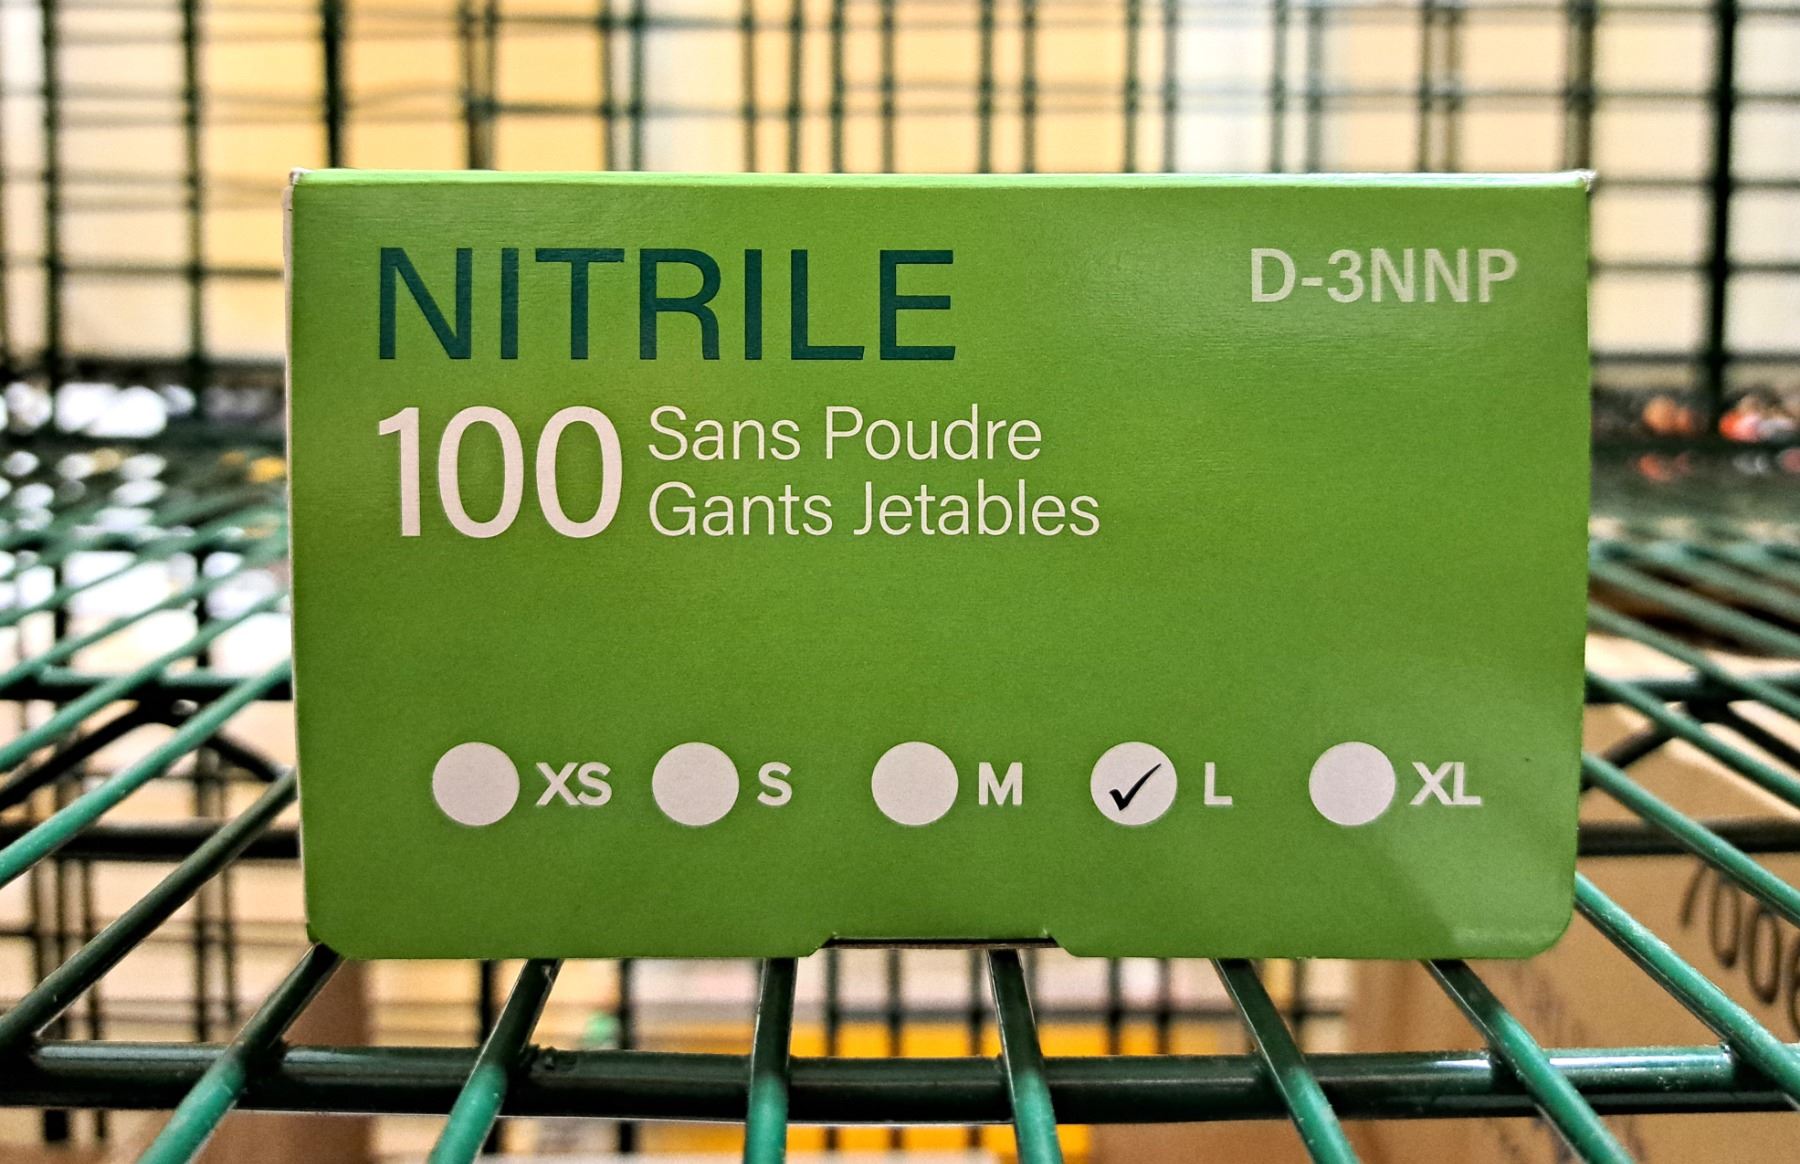 NITRILE
D-3NNP
100 Sans Poudre
Gants Jetables
XS S M L XL